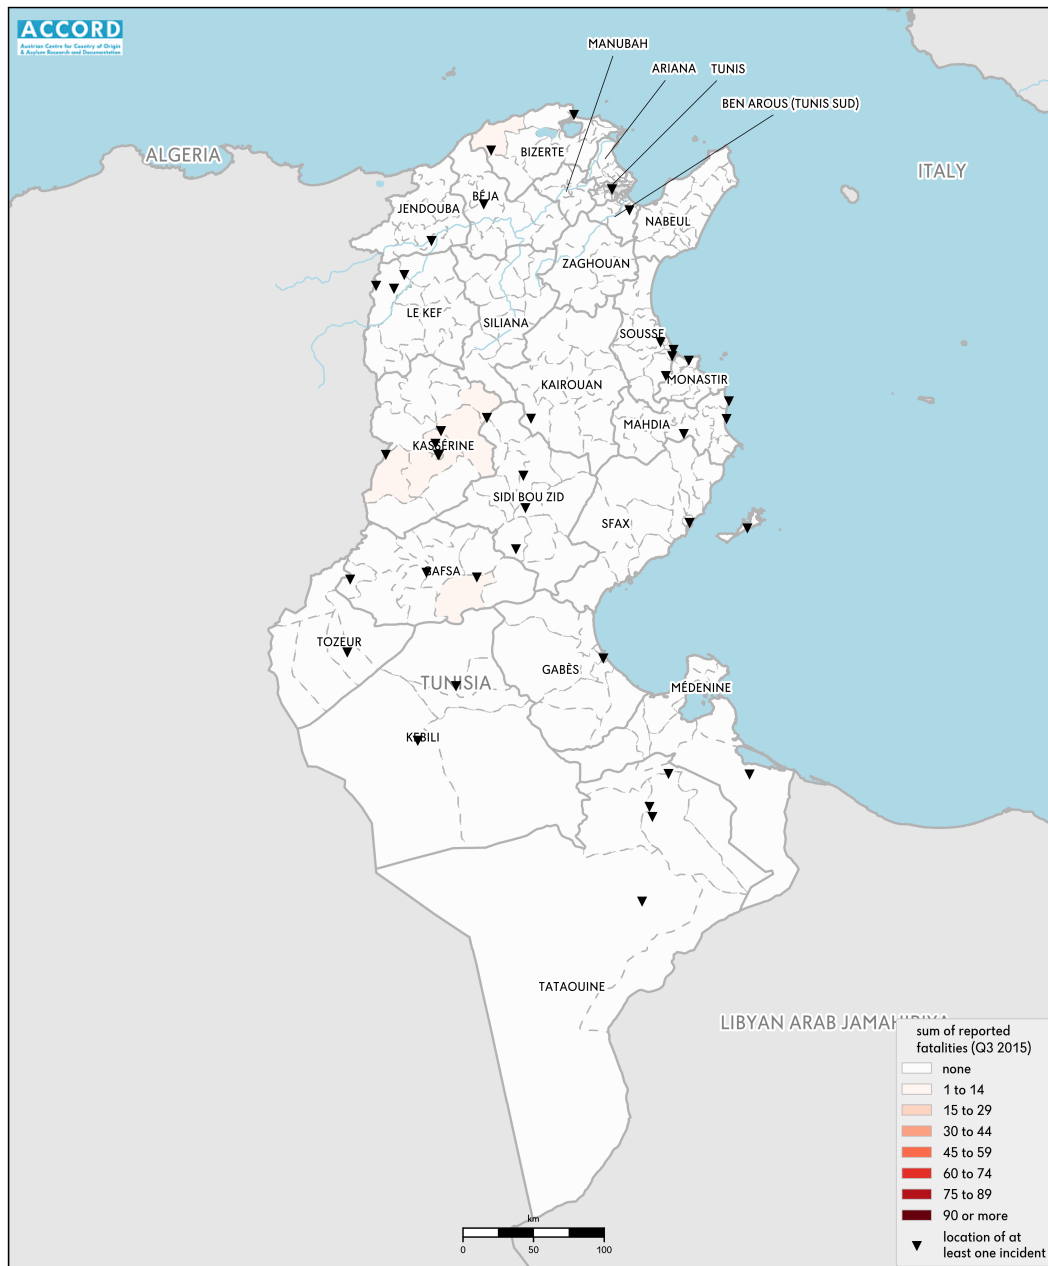 ACCORD
Austrian Centre for Country of Origin
& Asylum Research and Documentation
MANUBAH
ARIANA
TUNIS
BEN AROUS (TUNIS SUD)
ALGERIA
BIZERTE
ITALY
BÉJA
JENDOUBA
NABEUL
ZAGHOUAN
LE KEF
SILIANA
SOUSSE
KAIROUAN
MONASTIR
MAHDIA
KASSÉRINE
SIDI BOU ZID
SFAX
GAFSA
TOZEUR
GABÈS
TUNISIA
MÉDENINE
KEBILI
TATAOUINE
LIBYAN ARAB JAMAHIRIYA
sum of reported
fatalities (Q3 2015)
none
1 to 14
15 to 29
30 to 44
45 to 59
60 to 74
75 to 89
90 or more
location of at
least one incident
km
0 50 100